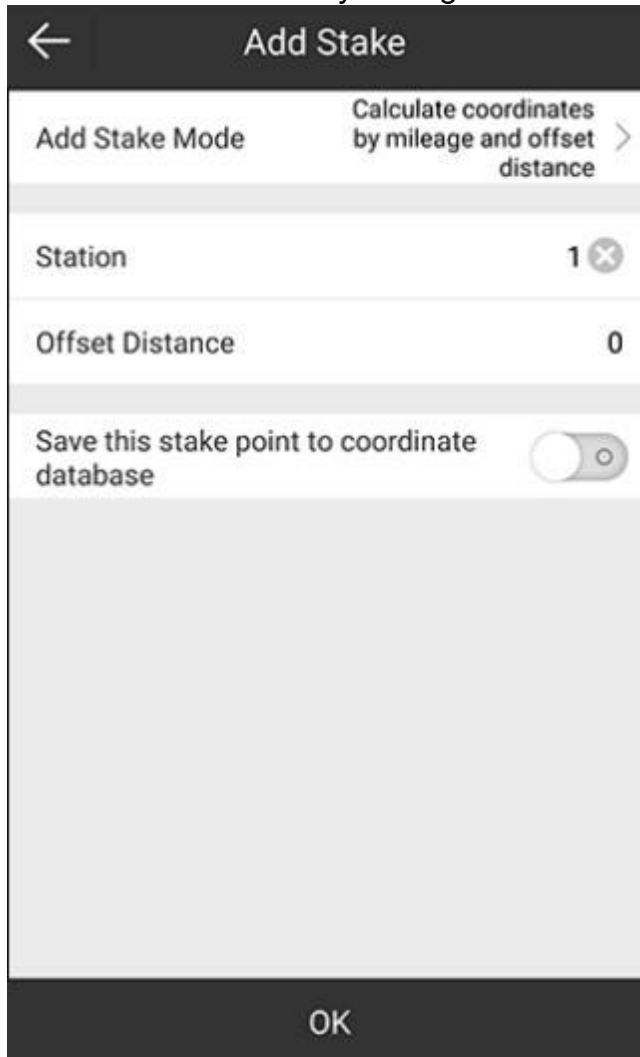 Add Stake
Add Stake Mode
Calculate coordinates
by mileage and offset
distance
Station
1
Offset Distance
0
Save this stake point to coordinate
database
OK